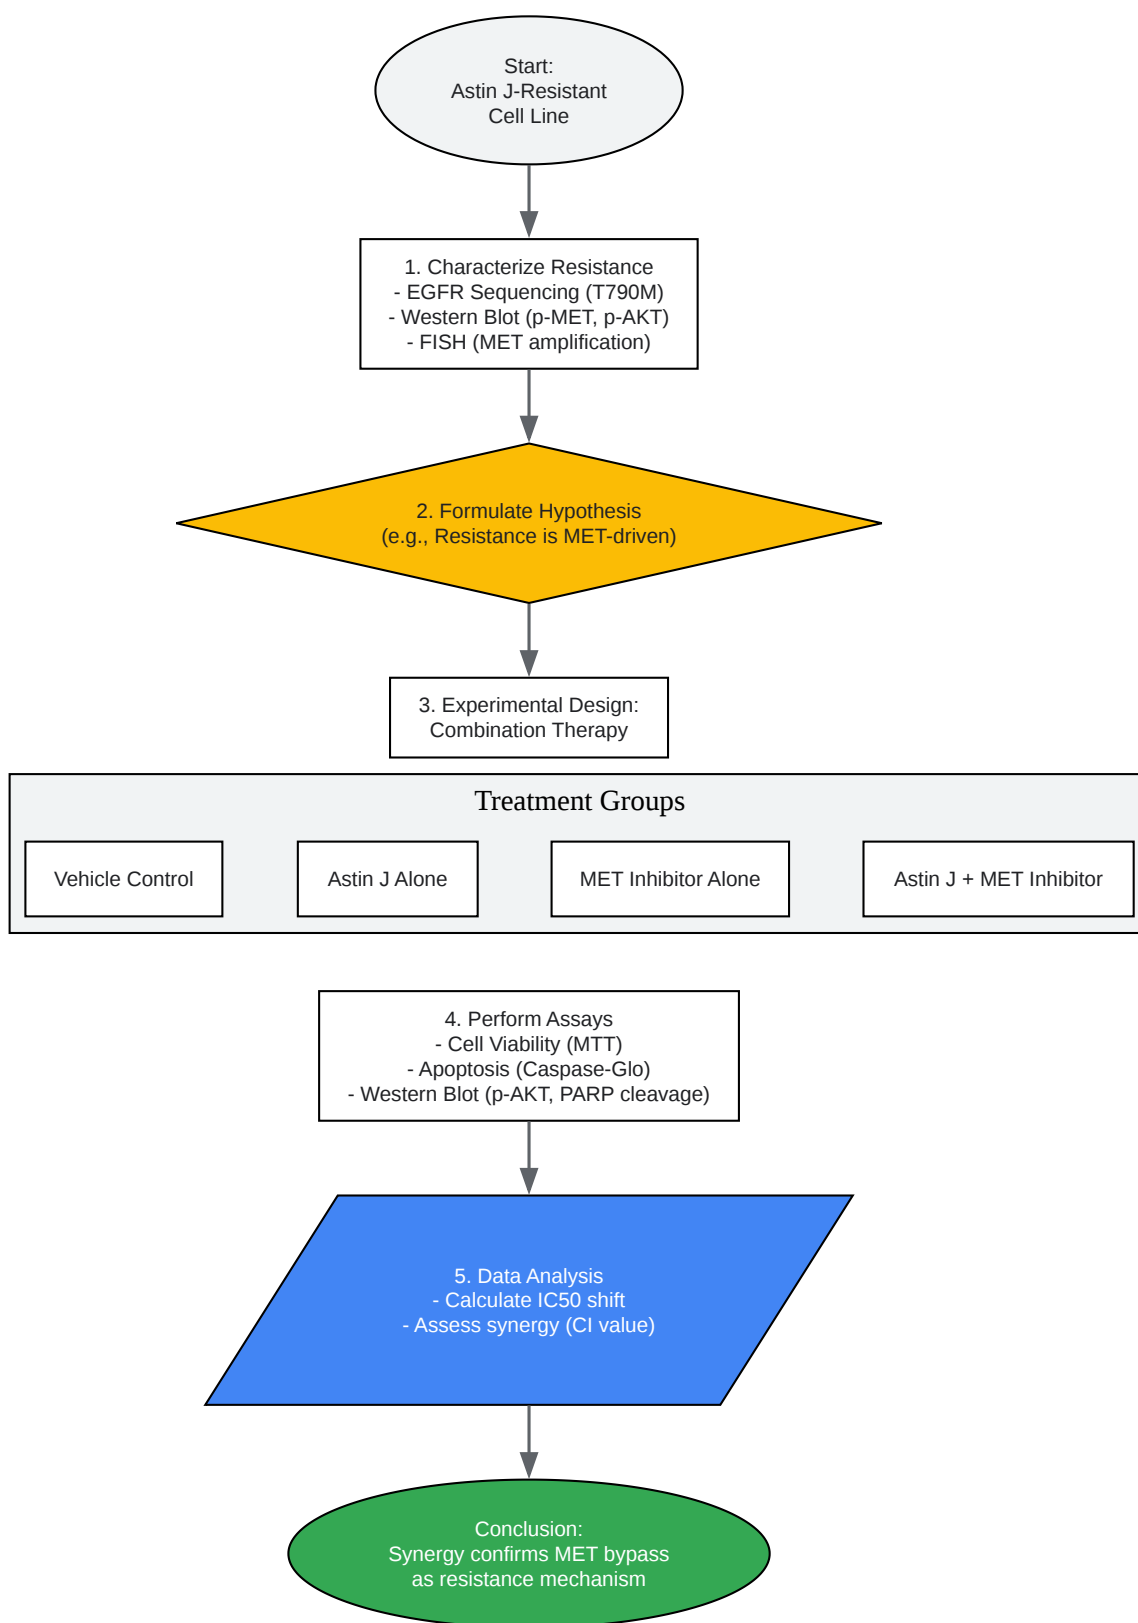 Start:
Astin J-Resistant
Cell Line
1. Characterize Resistance
- EGFR Sequencing (T790M)
- Western Blot (p-MET, p-AKT)
- FISH (MET amplification)
2. Formulate Hypothesis
(e.g., Resistance is MET-driven)
3. Experimental Design:
Combination Therapy
Treatment Groups
Vehicle Control
Astin J Alone
MET Inhibitor Alone
Astin J + MET Inhibitor
4. Perform Assays
- Cell Viability (MTT)
- Apoptosis (Caspase-Glo)
- Western Blot (p-AKT, PARP cleavage)
5. Data Analysis
- Calculate IC50 shift
- Assess synergy (CI value)
Conclusion:
Synergy confirms MET bypass
as resistance mechanism